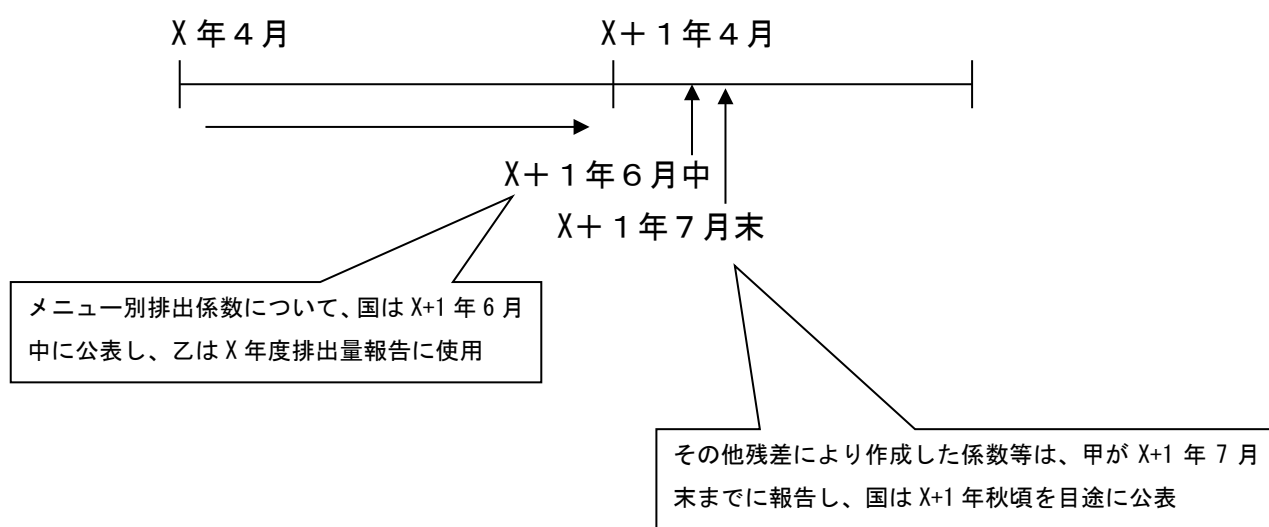 X 年４月
X＋１年４月
X＋１年６月中
X＋１年７月末
メニュー別排出係数について、国は X+1 年 6 月
中に公表し、乙は X 年度排出量報告に使用
その他残差により作成した係数等は、甲が X+1 年 7 月
末までに報告し、国は X+1 年秋頃を目途に公表